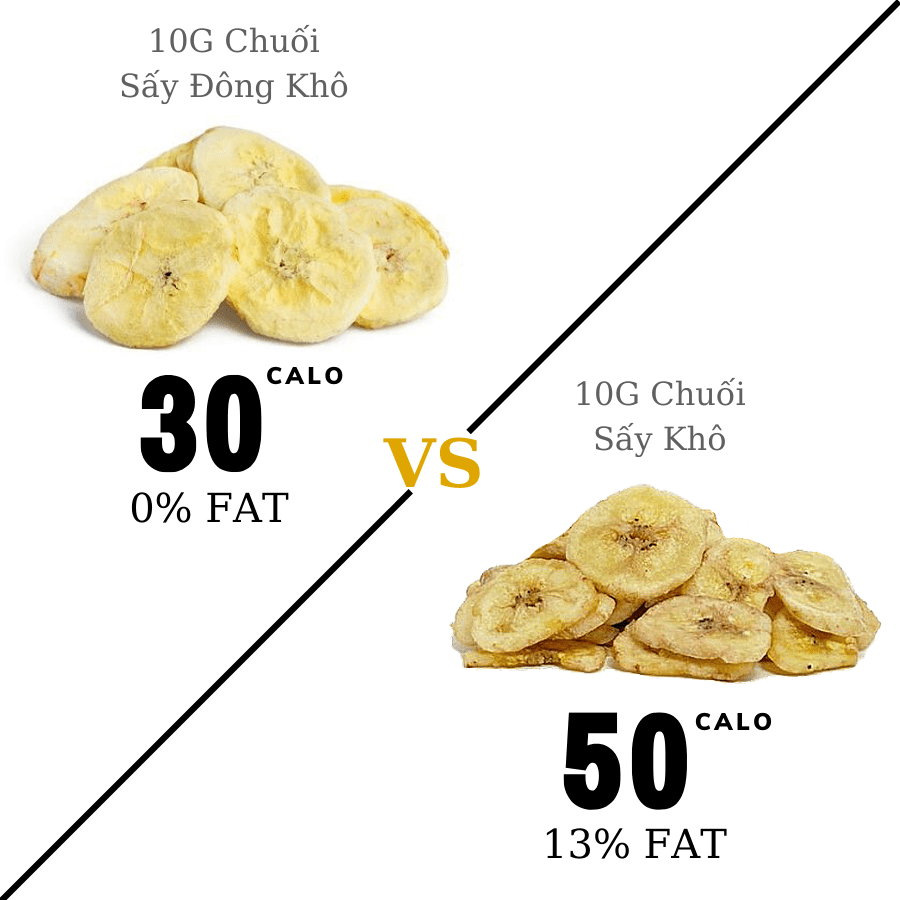 10G Chuối
Sấy Đông Khô
30 CALO
0% FAT
VS
10G Chuối
Sấy Khô
50 CALO
13% FAT